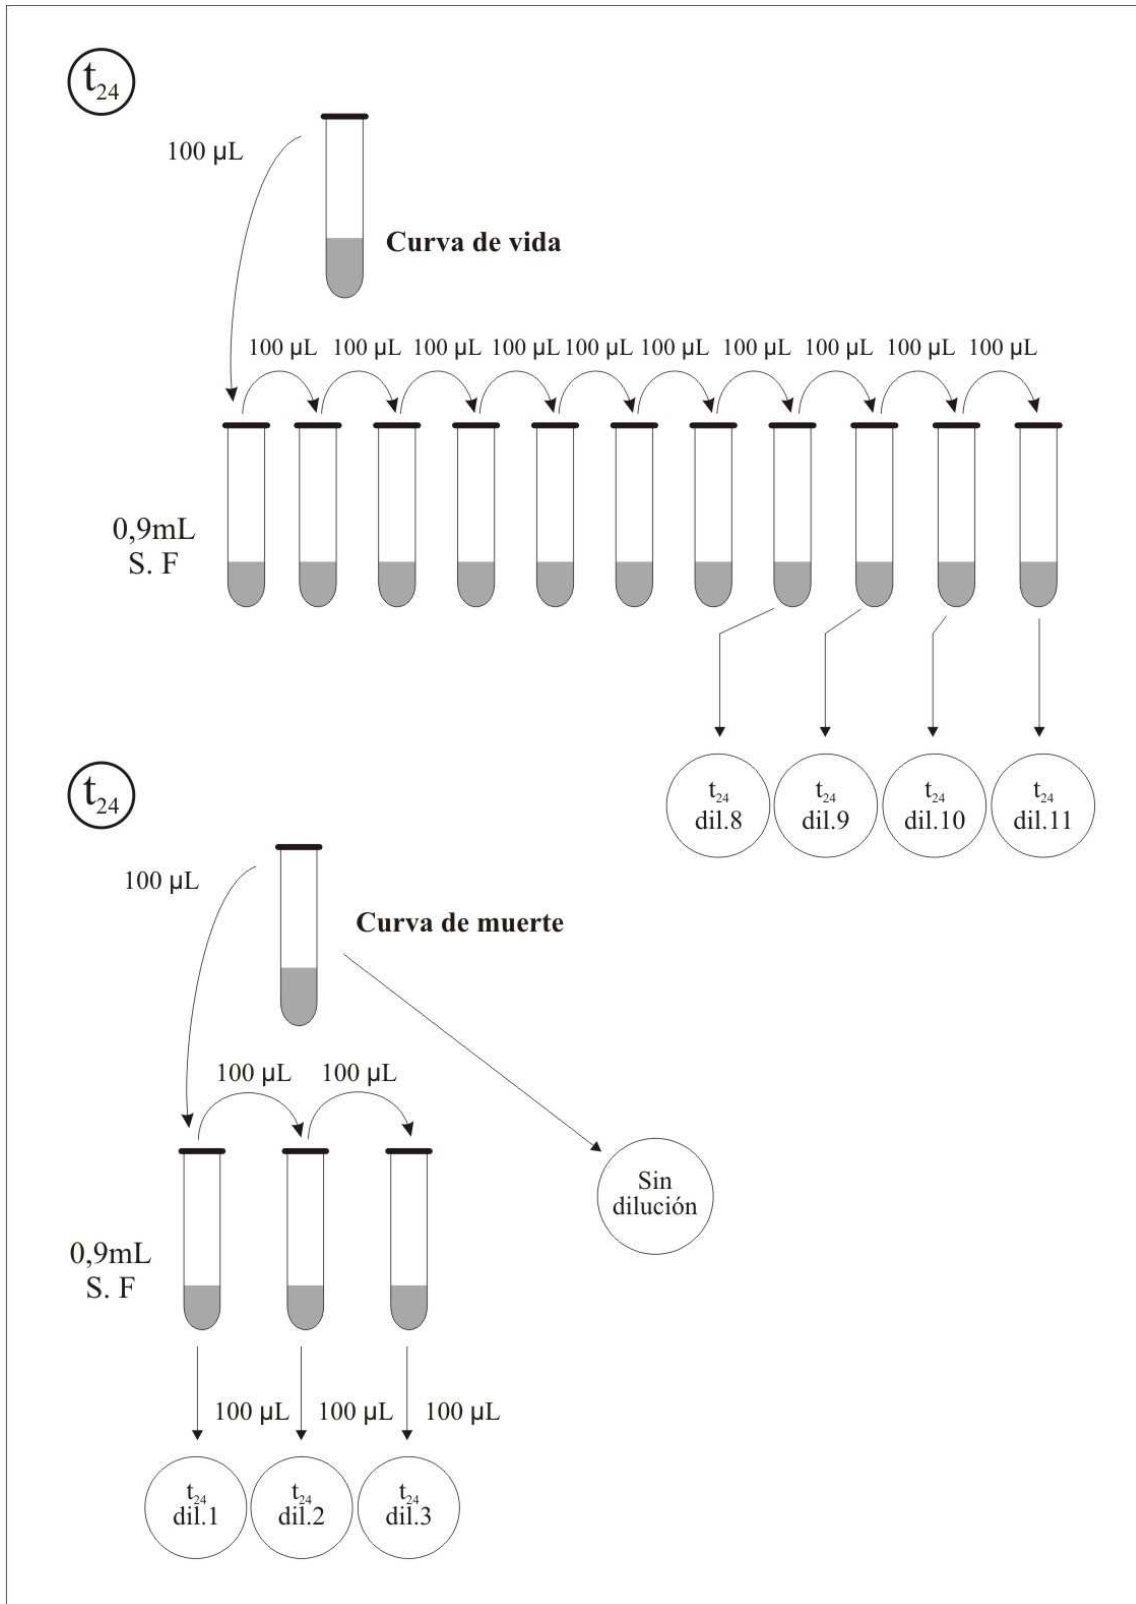 t24
100 µL
Curva de vida
100 µL 100 µL 100 µL 100 µL 100 µL 100 µL 100 µL 100 µL 100 µL 100 µL
0,9mL
S. F
t24
dil.8
t24
dil.9
t24
dil.10
t24
dil.11
t24
100 µL
Curva de muerte
100 µL 100 µL
Sin
dilución
0,9mL
S. F
100 µL 100 µL 100 µL
t24
dil.1
t24
dil.2
t24
dil.3